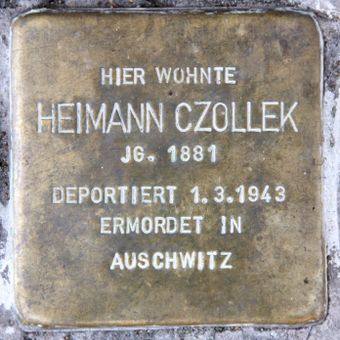 HIER WOHNTE
HEIMANN CZOLLEK
JG. 1881
DEPORTIERT 1.3.1943
ERMORDET IN
AUSCHWITZ